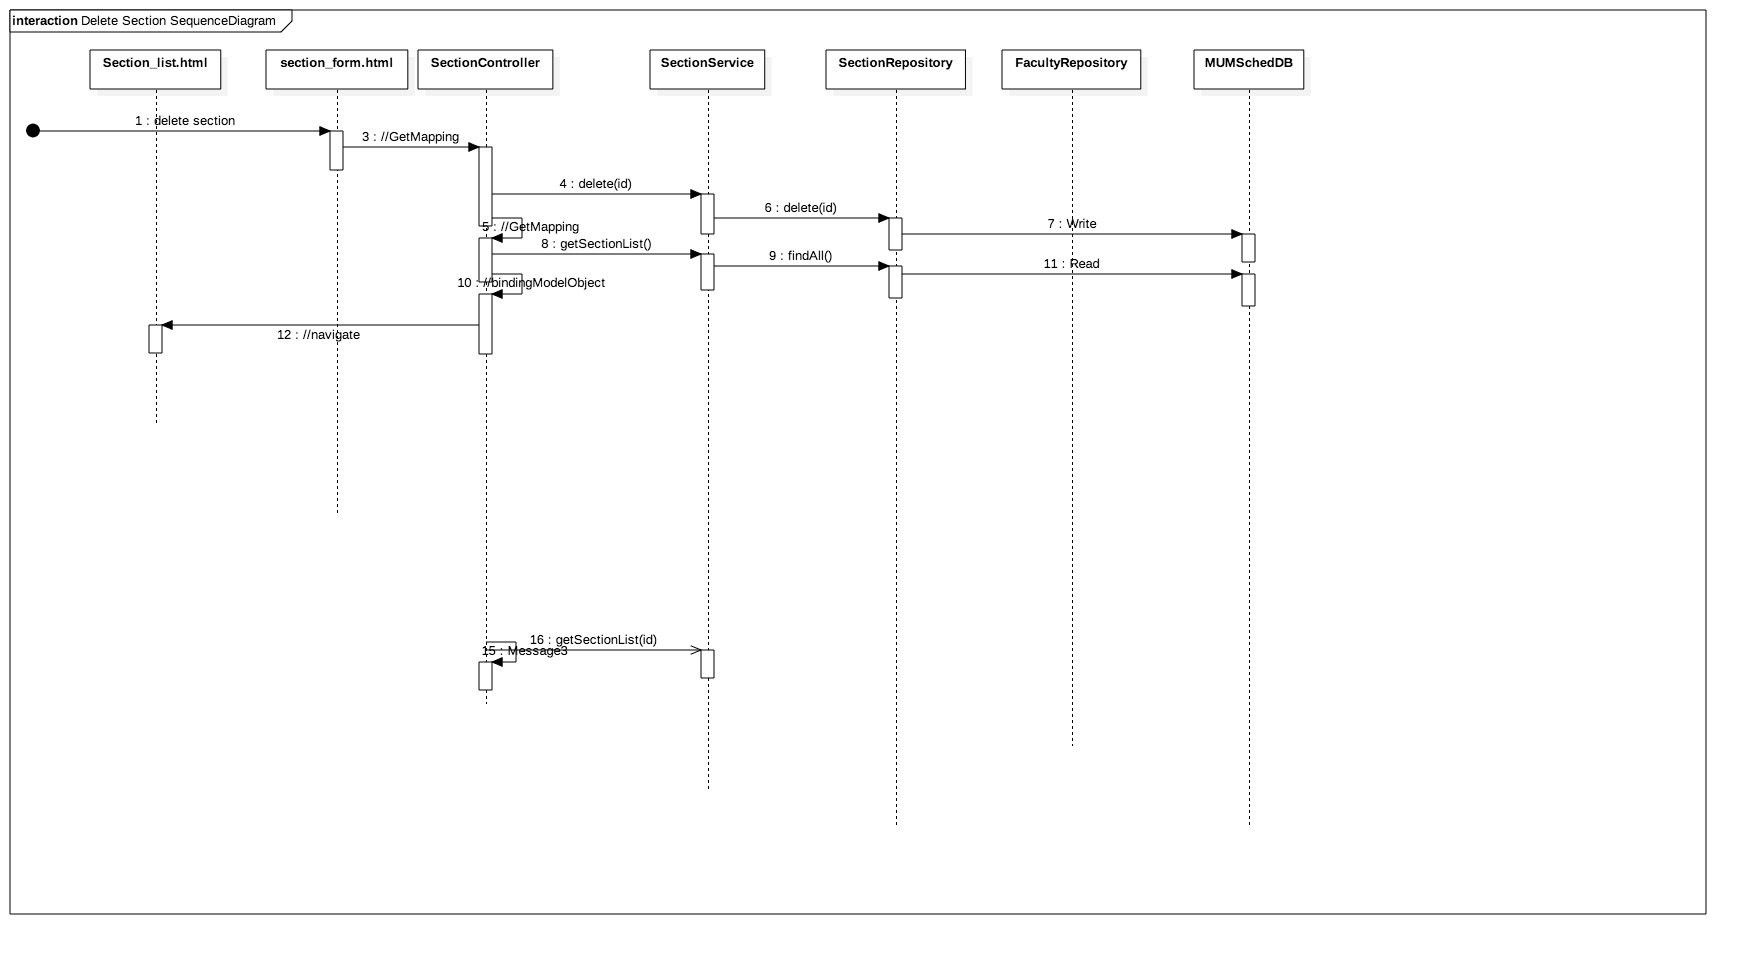 interaction Delete Section SequenceDiagram
Section_list.html
section_form.html
SectionController
SectionService
SectionRepository
FacultyRepository
MUMSchedDB
1 : delete section
3 : //GetMapping
4 : delete(id)
6 : delete(id)
7 : Write
5 : //GetMapping
8 : getSectionList()
9 : findAll()
11 : Read
10 : //bindingModelObject
12 : //navigate
16 : getSectionList(id)
15 : Message3